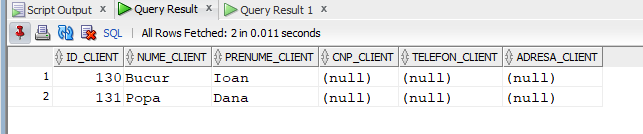 Script Output × Query Result × Query Result 1 ×
SQL | All Rows Fetched: 2 in 0.011 seconds
ID_CLIENT NUME_CLIENT PRENUME_CLIENT CNP_CLIENT TELEFON_CLIENT ADRESA_CLIENT
1 130 Bucur Ioan (null) (null) (null)
2 131 Popa Dana (null) (null) (null)